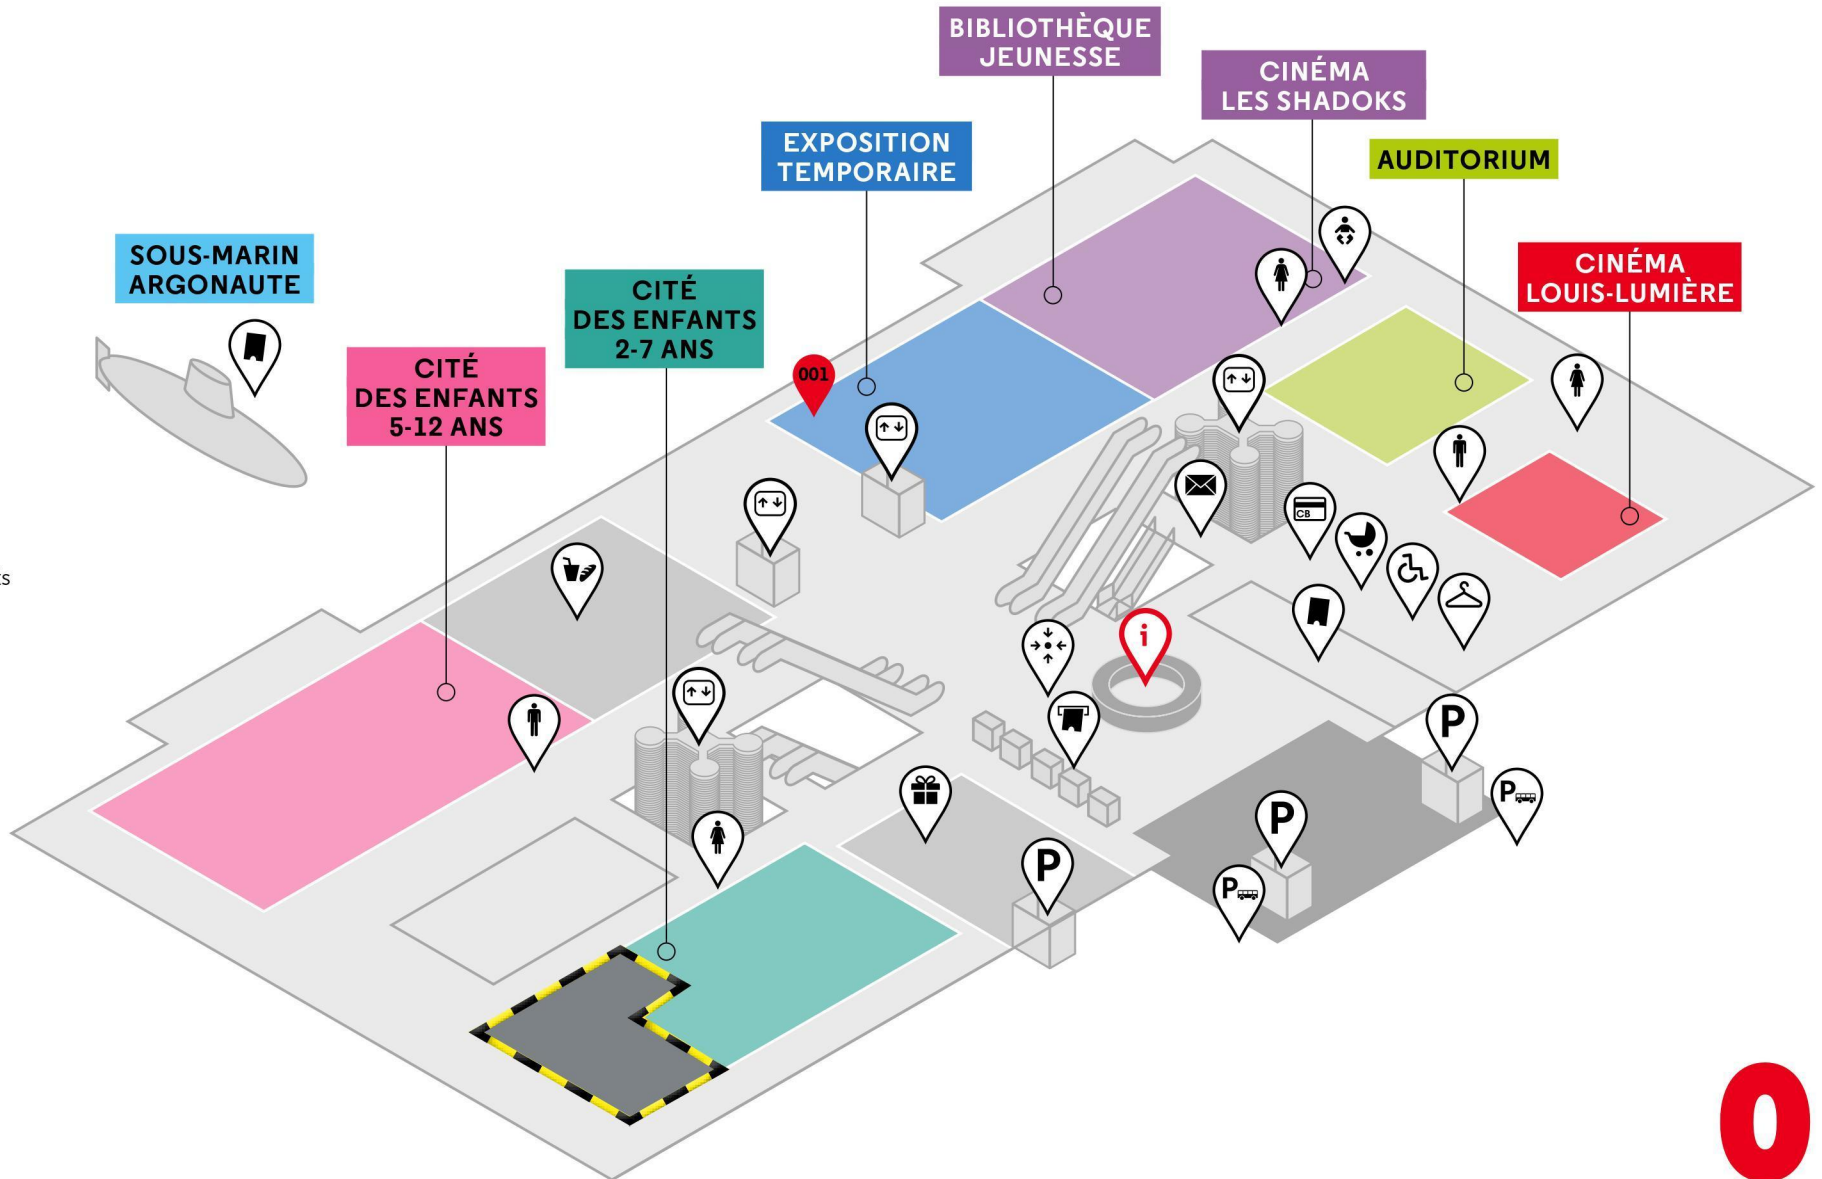 BIBLIOTHÈQUE
JEUNESSE
CINÉMA
LES SHADOKS
EXPOSITION
TEMPORAIRE
AUDITORIUM
SOUS-MARIN
ARGONAUTE
CINÉMA
LOUIS-LUMIÈRE
CITÉ
DES ENFANTS
2-7 ANS
CITÉ
DES ENFANTS
5-12 ANS
001
CB
i
P
P
P
P
P
0